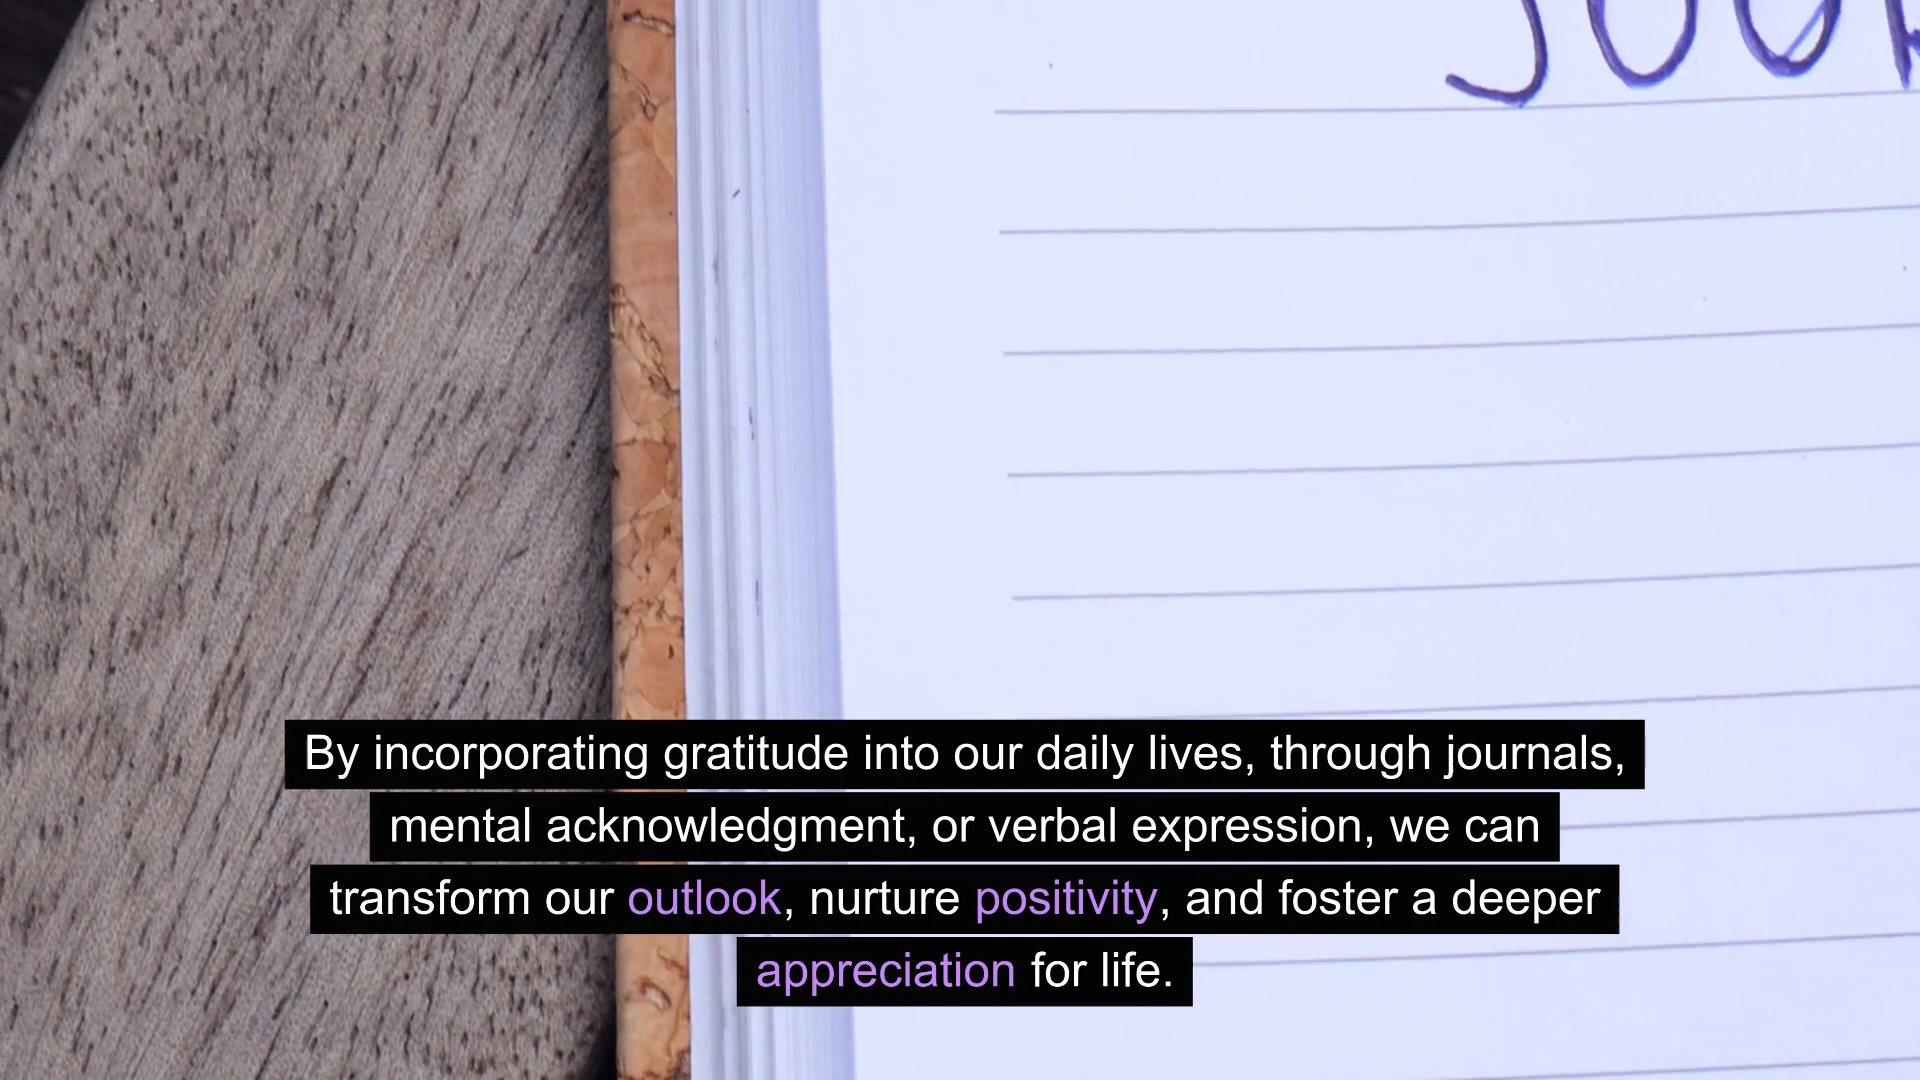 By incorporating gratitude into our daily lives, through journals,
mental acknowledgment, or verbal expression, we can
transform our outlook, nurture positivity, and foster a deeper
appreciation for life.